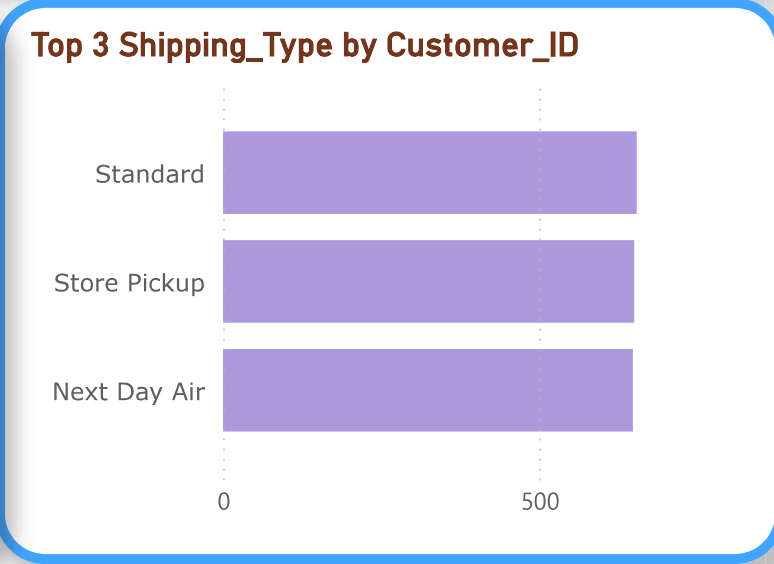 Top 3 Shipping_Type by Customer_ID
Standard
Store Pickup
Next Day Air
0 500